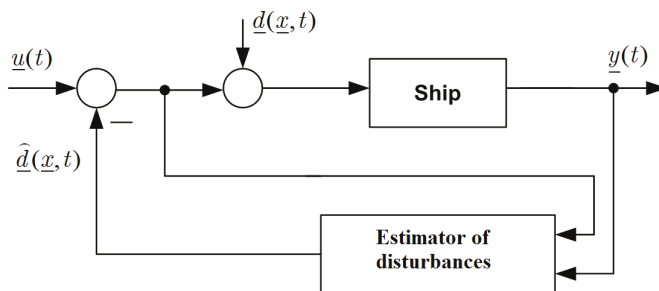 d(x,t)
u(t)
y(t)
Ship
—
d̂(x,t)
Estimator of
disturbances